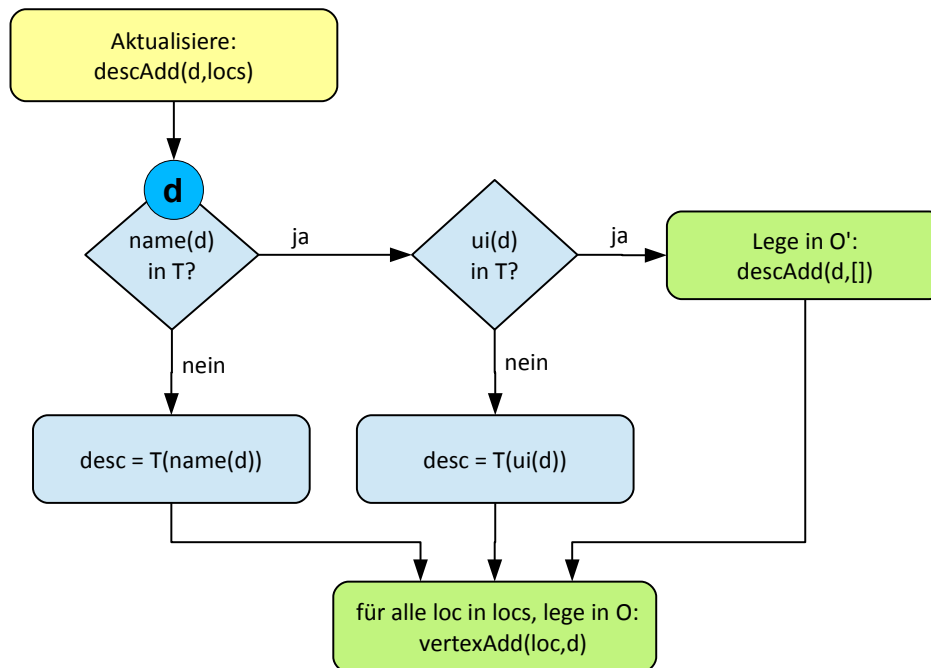 Aktualisiere:
descAdd(d,locs)
d
name(d)
in T?
ja
ui(d)
in T?
ja
Lege in O':
descAdd(d,[])
nein
nein
desc = T(name(d))
desc = T(ui(d))
für alle loc in locs, lege in O:
vertexAdd(loc,d)